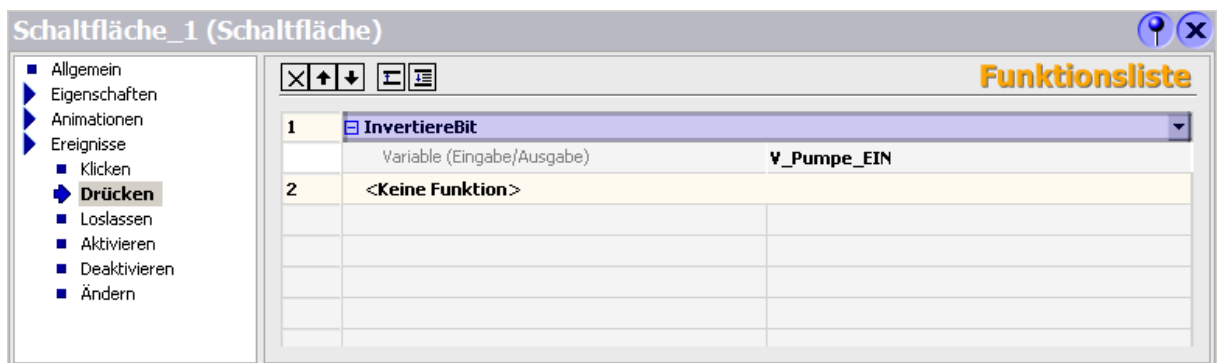 Schaltfläche_1 (Schaltfläche)
Allgemein
Eigenschaften
Animationen
Ereignisse
Klicken
Drücken
Loslassen
Aktivieren
Deaktivieren
Ändern
Funktionsliste
1 InvertiereBit
Variable (Eingabe/Ausgabe) V_Pumpe_EIN
2 <Keine Funktion>